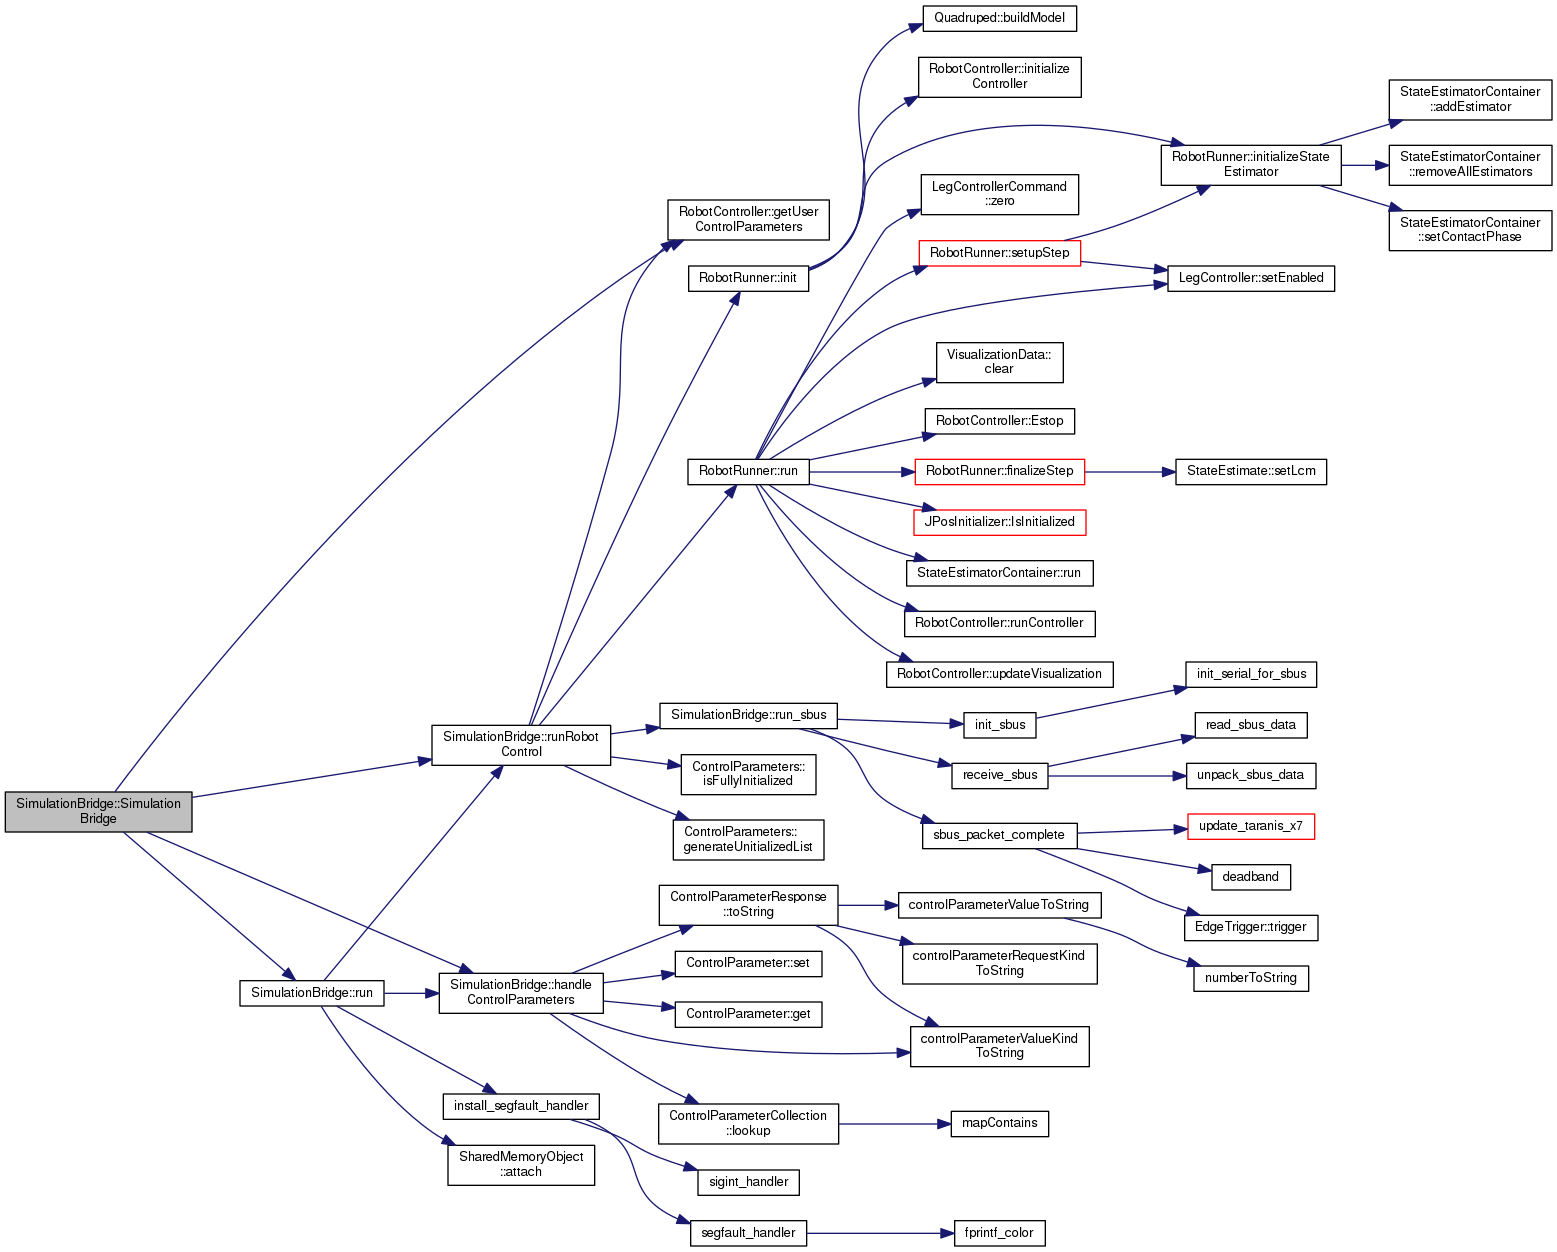 Quadruped::buildModel
RobotController::initialize
Controller
StateEstimatorContainer
::addEstimator
RobotRunner::initializeState
Estimator
StateEstimatorContainer
::removeAllEstimators
LegControllerCommand
::zero
RobotController::getUser
ControlParameters
StateEstimatorContainer
::setContactPhase
RobotRunner::setupStep
RobotRunner::init
LegController::setEnabled
VisualizationData::
clear
RobotController::Estop
RobotRunner::run
RobotRunner::finalizeStep
StateEstimate::setLcm
JPosInitializer::IsInitialized
StateEstimatorContainer::run
RobotController::runController
RobotController::updateVisualization
init_serial_for_sbus
SimulationBridge::run_sbus
init_sbus
read_sbus_data
SimulationBridge::runRobot
Control
ControlParameters::
isFullyInitialized
receive_sbus
unpack_sbus_data
SimulationBridge::Simulation
Bridge
ControlParameters::
generateUnitializedList
sbus_packet_complete
update_taranis_x7
deadband
ControlParameterResponse
::toString
controlParameterValueToString
EdgeTrigger::trigger
ControlParameter::set
controlParameterRequestKind
ToString
numberToString
SimulationBridge::run
SimulationBridge::handle
ControlParameters
ControlParameter::get
controlParameterValueKind
ToString
install_segfault_handler
ControlParameterCollection
::lookup
mapContains
SharedMemoryObject
::attach
sigint_handler
segfault_handler
fprintf_color